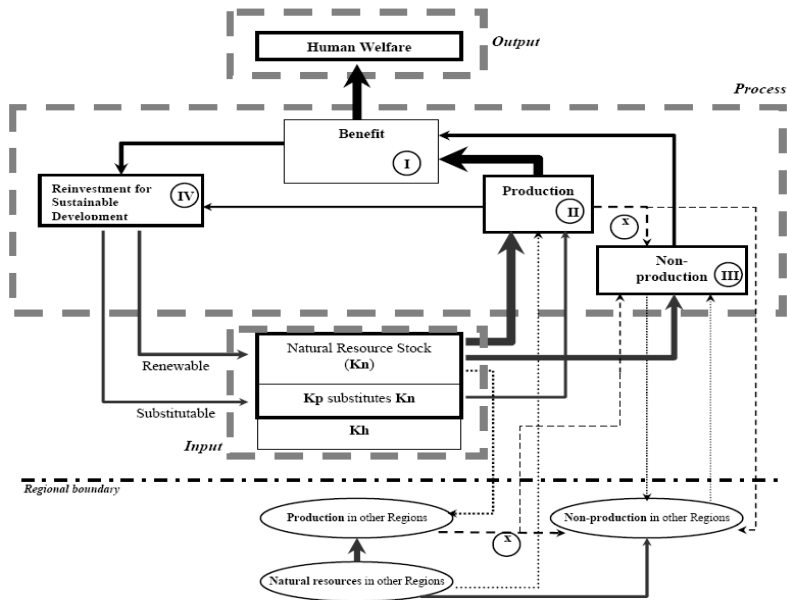 Human Welfare
Output
Process
Benefit
I
Reinvestment for
Sustainable
Development
IV
Production
II
x
Non-
production
III
Natural Resource Stock
(Kn)
Renewable
Kp substitutes Kn
Substitutable
Kh
Input
Regional boundary
Production in other Regions
Non-production in other Regions
x
Natural resources in other Regions